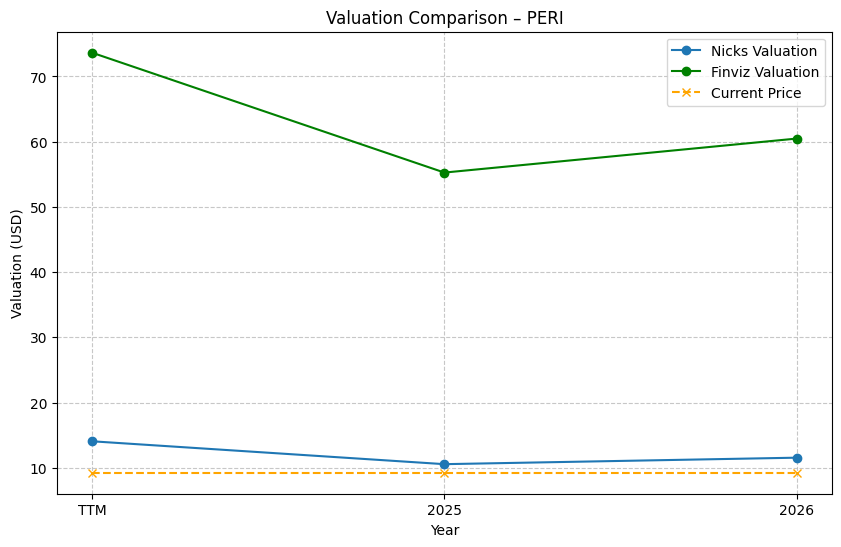 Valuation Comparison – PERI
Nicks Valuation
Finviz Valuation
Current Price
Valuation (USD)
70
60
50
40
30
20
10
TTM
2025
2026
Year